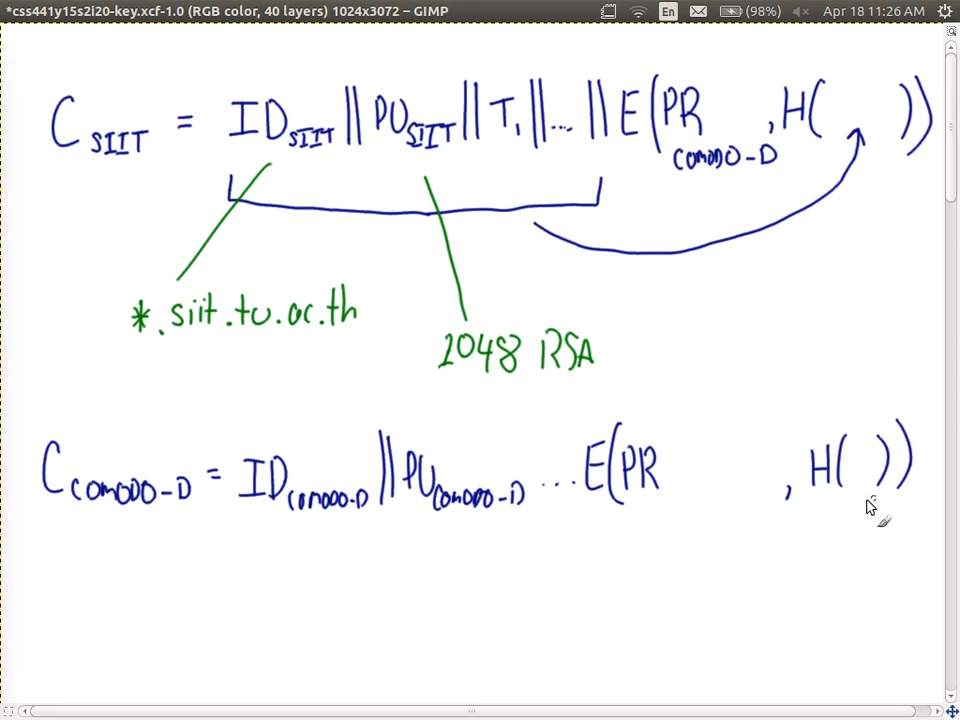 *css441y15s2i20-key.xcf-1.0 (RGB color, 40 layers) 1024x3072 – GIMP En (98%) Apr 18 11:26 AM
C SIIT = ID SIIT || PU SIIT || T1 || ... || E(PR COMODO-D , H( ))
*.siit.tu.ac.th
2048 RSA
C COMODO-D = ID COMODO-D || PU COMODO-D ... E(PR , H( ))